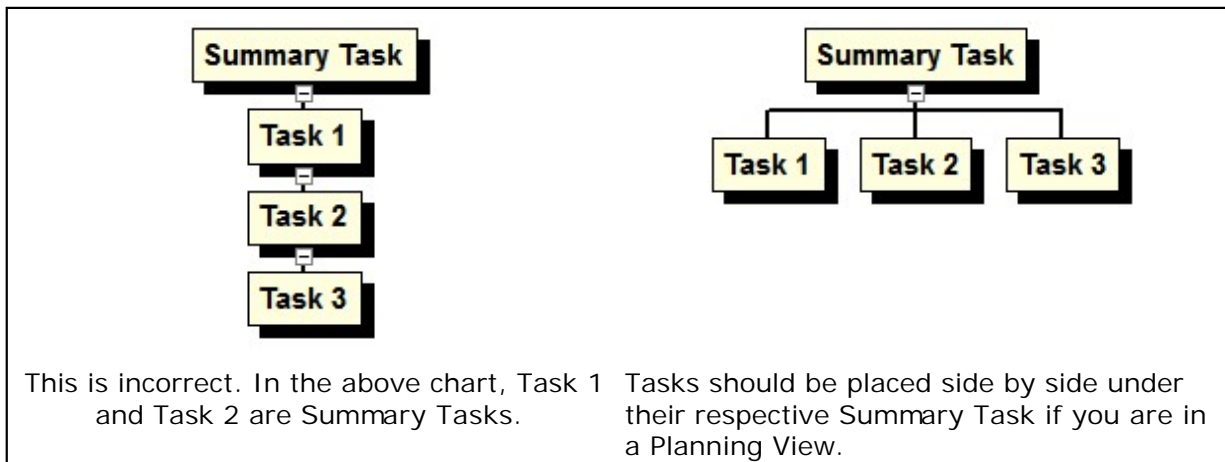 Summary Task
Task 1
Task 2
Task 3
This is incorrect. In the above chart, Task 1
and Task 2 are Summary Tasks.
Summary Task
Task 1
Task 2
Task 3
Tasks should be placed side by side under
their respective Summary Task if you are in
a Planning View.